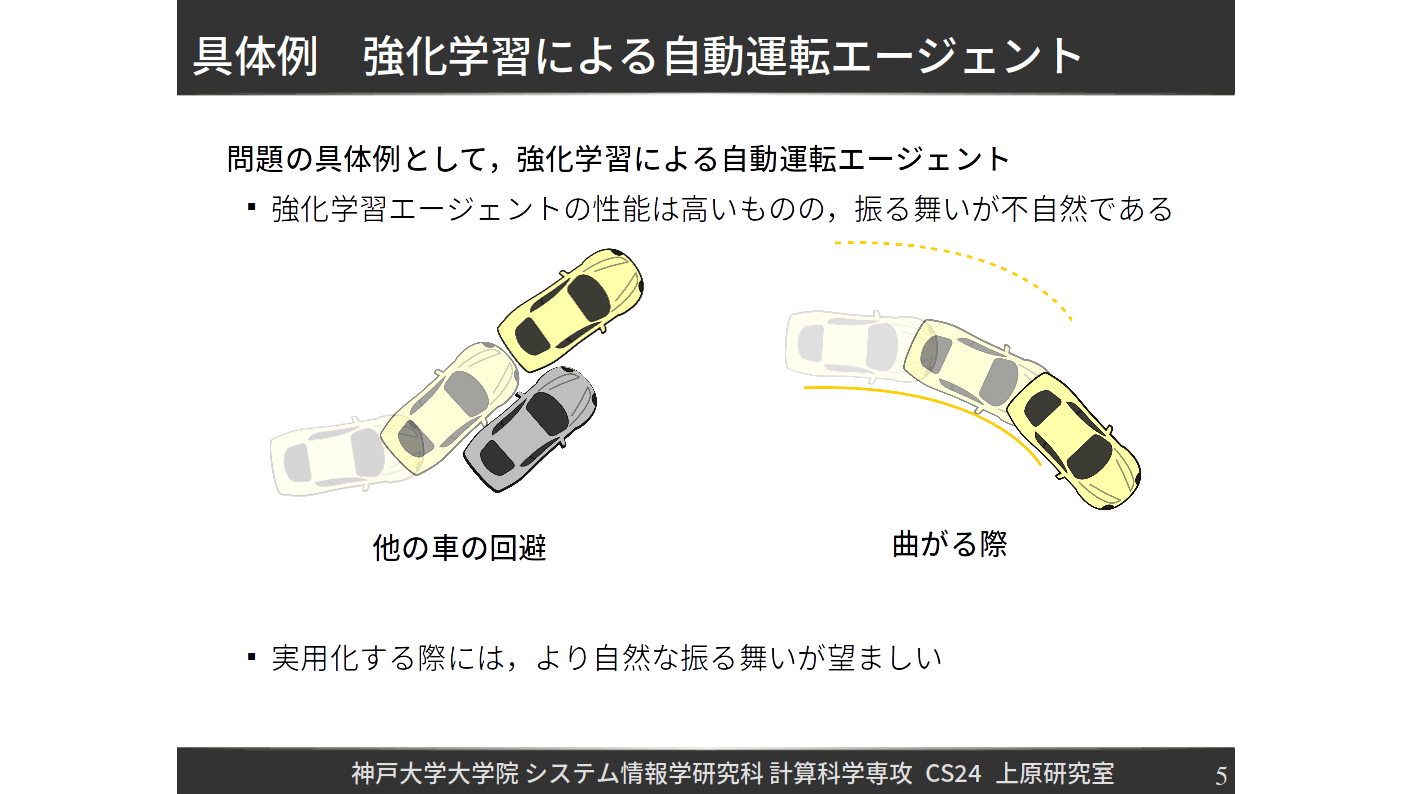 具体例　強化学習による自動運転エージェント
問題の具体例として，強化学習による自動運転エージェント
▪ 強化学習エージェントの性能は高いものの，振る舞いが不自然である
他の車の回避
曲がる際
▪ 実用化する際には，より自然な振る舞いが望ましい
神戸大学大学院 システム情報学研究科 計算科学専攻 CS24 上原研究室
5